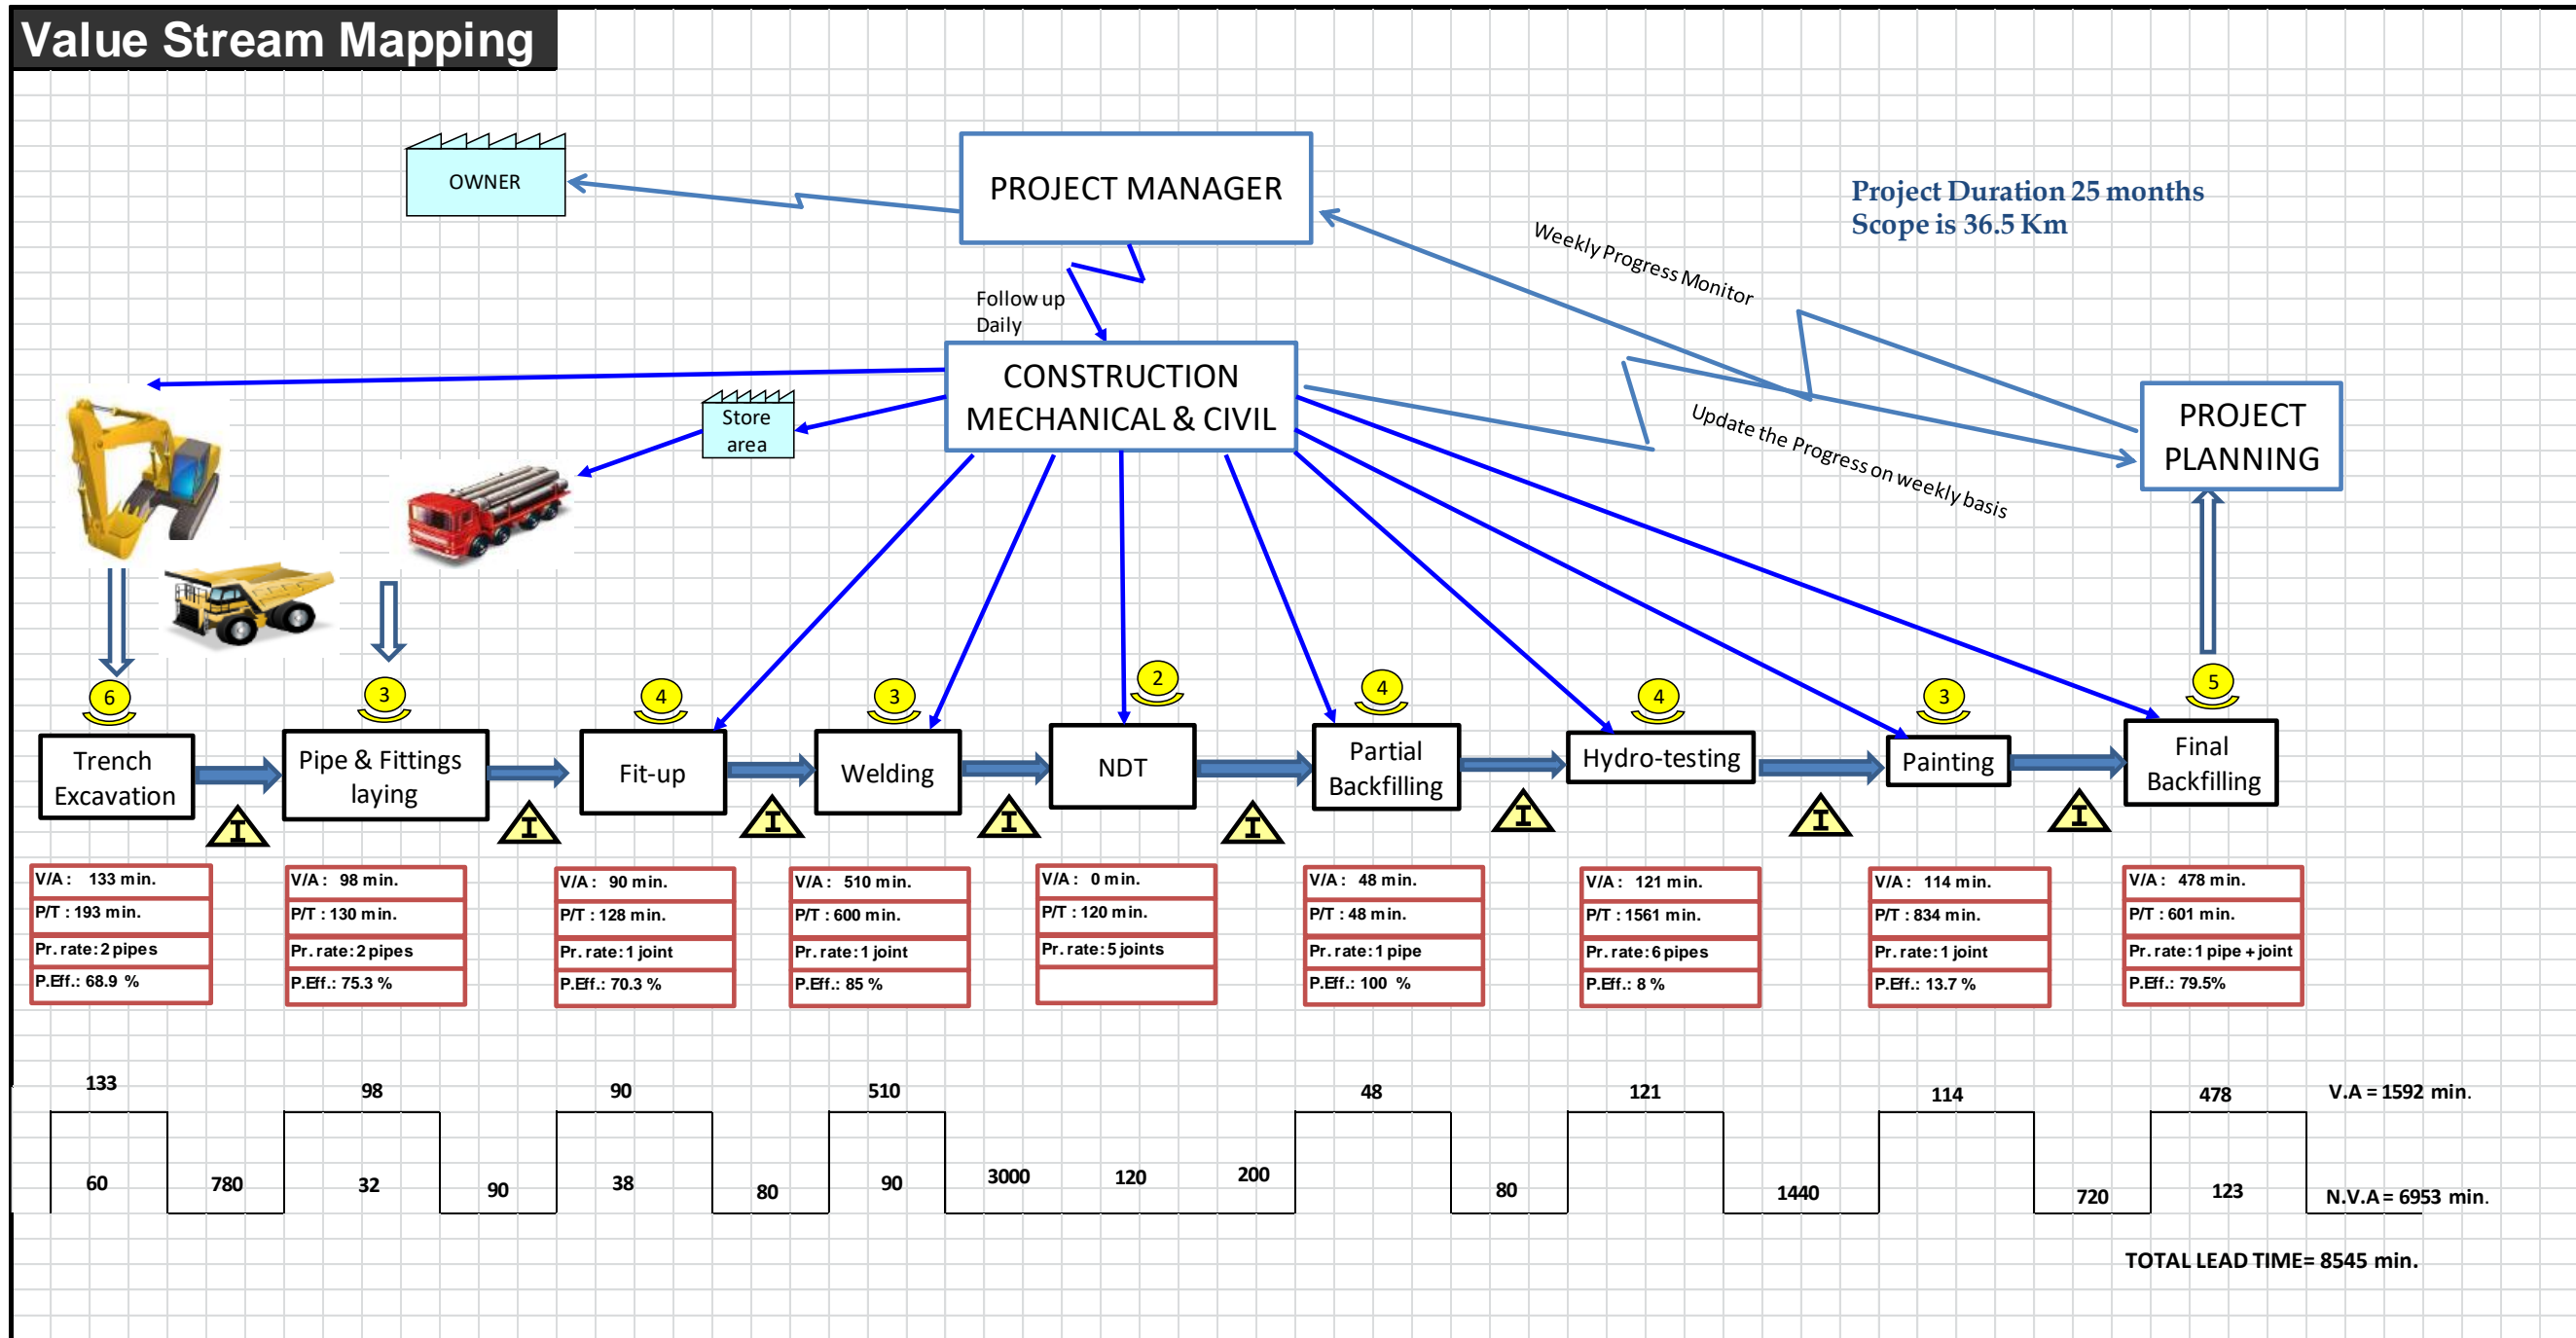 Value Stream Mapping
OWNER
PROJECT MANAGER
Project Duration 25 months
Scope is 36.5 Km
Weekly Progress Monitor
Follow up
Daily
CONSTRUCTION
MECHANICAL & CIVIL
Store
area
Update the Progress on weekly basis
PROJECT
PLANNING
6
3
4
3
2
4
4
3
5
Trench
Excavation
Pipe & Fittings
laying
Fit-up
Welding
NDT
Partial
Backfilling
Hydro-testing
Painting
Final
Backfilling
I
I
I
I
I
I
I
I
V/A : 133 min.
P/T : 193 min.
Pr. rate: 2 pipes
P.Eff.: 68.9 %
V/A : 98 min.
P/T : 130 min.
Pr. rate: 2 pipes
P.Eff.: 75.3 %
V/A : 90 min.
P/T : 128 min.
Pr. rate: 1 joint
P.Eff.: 70.3 %
V/A : 510 min.
P/T : 600 min.
Pr. rate: 1 joint
P.Eff.: 85 %
V/A : 0 min.
P/T : 120 min.
Pr. rate: 5 joints
V/A : 48 min.
P/T : 48 min.
Pr. rate: 1 pipe
P.Eff.: 100 %
V/A : 121 min.
P/T : 1561 min.
Pr. rate: 6 pipes
P.Eff.: 8 %
V/A : 114 min.
P/T : 834 min.
Pr. rate: 1 joint
P.Eff.: 13.7 %
V/A : 478 min.
P/T : 601 min.
Pr. rate: 1 pipe + joint
P.Eff.: 79.5%
133
98
90
510
48
121
114
478
V.A = 1592 min.
60
780
32
90
38
80
90
3000
120
200
80
1440
720
123
N.V.A = 6953 min.
TOTAL LEAD TIME= 8545 min.